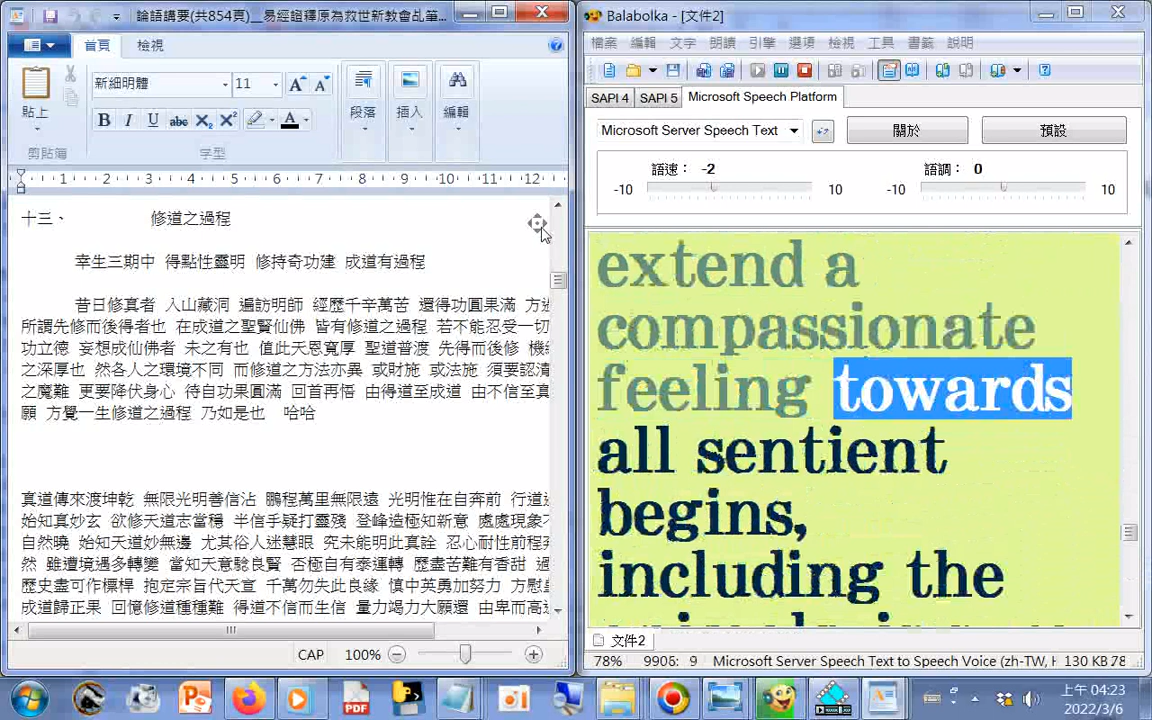 論語講要(共854頁)__易經證釋原為救世新教會乩筆...
首頁
檢視
貼上
剪貼簿
新細明體
11
B I U abc X₂ X² A
字型
段落
插入
編輯
1 2 3 4 5 6 7 8 9 10 11 12
十三、 修道之過程
幸生三期中 得點性靈明 修持奇功建 成道有過程
昔日修真者 入山藏洞 遍訪明師 經歷千辛萬苦 還得功圓果滿 方
所謂先修而後得者也 在成道之聖賢仙佛 皆有修道之過程 若不能忍受一切
功立德 妄想成仙佛者 未之有也 值此天恩寬厚 聖道普渡 先得而後修 機
之深厚也 然各人之環境不同 而修道之方法亦異 或財施 或法施 須要認清
之魔難 更要降伏身心 待自功果圓滿 回首再悟 由得道至成道 由不信至真
願 方覺一生修道之過程 乃如是也 哈哈
真道傳來渡坤乾 無限光明善信沾 鵬程萬里無限遠 光明惟在自奔前 行道
始知真妙玄 欲修天道志當穩 半信乎疑打靈殘 登峰造極知新意 處處現象
自然曉 始知天道妙無邊 尤其俗人迷慧眼 究未能明此真詮 忍心耐性前程
然 雖遭境遇多轉變 當知天意驗良賢 否極自有泰運轉 歷盡苦難有香甜 過
歷史盡可作標桿 抱定宗旨代天宣 千萬勿失此良緣 慎中英勇加努力 方慰
成道歸正果 回憶修道種種難 得道不信而生信 量力竭力大願還 由卑而高
CAP 100%
Balabolka - [文件2]
檔案 編輯 文字 朗讀 引擎 選項 檢視 工具 書籤 說明
SAPI 4 SAPI 5 Microsoft Speech Platform
Microsoft Server Speech Text
關於
預設
語速: -2
-10 10
語調: 0
-10 10
extend a
compassionate
feeling towards
all sentient
begins,
including the
文件2
78% 9906: 9 Microsoft Server Speech Text to Speech Voice (zh-TW, H 130 KB 78
上午 04:23
2022/3/6